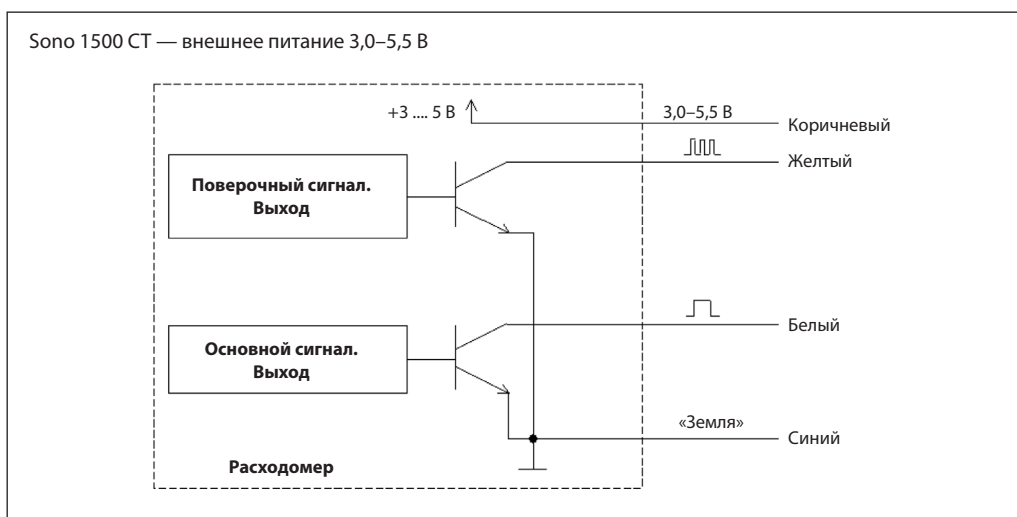 Sono 1500 CT — внешнее питание 3,0–5,5 В
+3 .... 5 В
3,0–5,5 В
Коричневый
Желтый
Поверочный сигнал.
Выход
Белый
Основной сигнал.
Выход
«Земля»
Синий
Расходомер